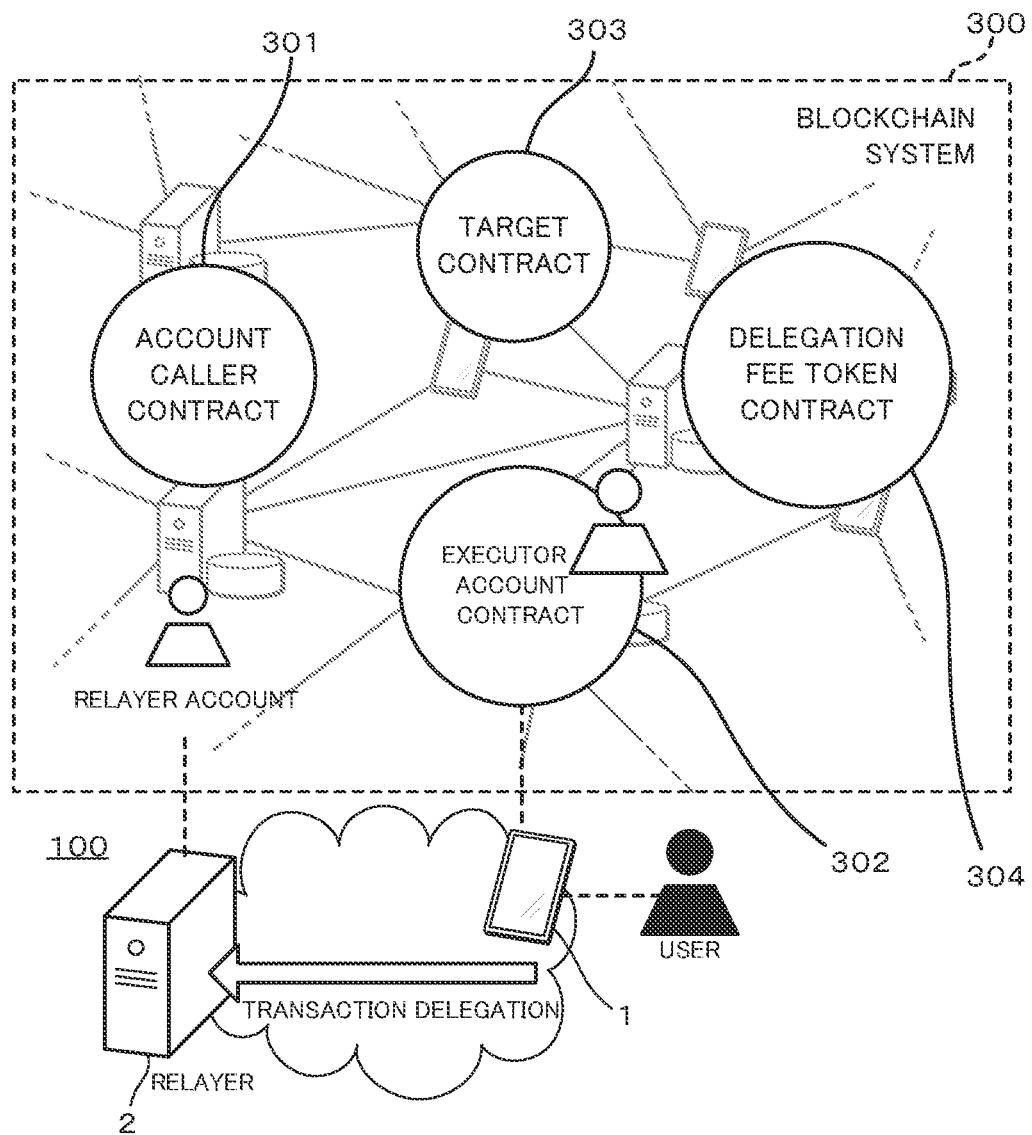 301
303
300
BLOCKCHAIN
SYSTEM
TARGET
CONTRACT
ACCOUNT
CALLER
CONTRACT
DELEGATION
FEE TOKEN
CONTRACT
EXECUTOR
ACCOUNT
CONTRACT
RELAYER ACCOUNT
100
302
304
USER
TRANSACTION DELEGATION
1
RELAYER
2